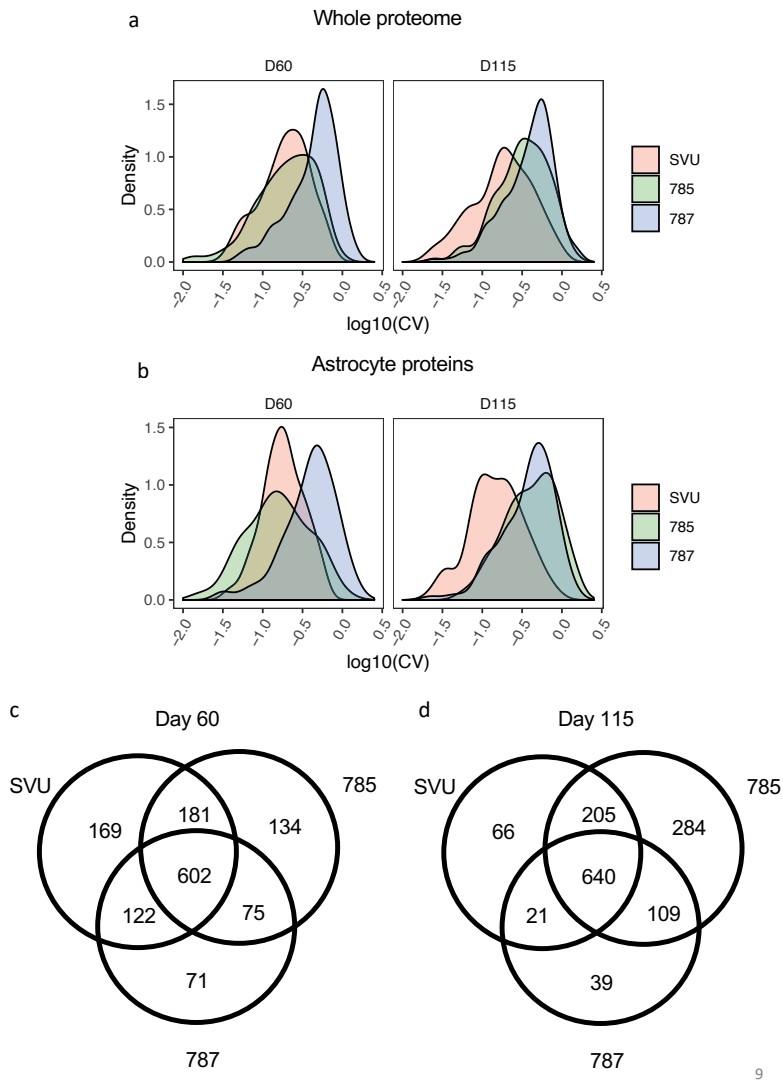 a
Whole proteome
D60
D115
Density
1.5
1.0
0.5
0.0
−2.0 −1.5 −1.0 −0.5 0.0 0.5 −2.0 −1.5 −1.0 −0.5 0.0 0.5
log10(CV)
SVU
785
787
b
Astrocyte proteins
D60
D115
Density
1.5
1.0
0.5
0.0
−2.0 −1.5 −1.0 −0.5 0.0 0.5 −2.0 −1.5 −1.0 −0.5 0.0 0.5
log10(CV)
SVU
785
787
c
Day 60
SVU
785
169
181
134
602
122
75
71
787
d
Day 115
SVU
785
66
205
284
640
21
109
39
787
9